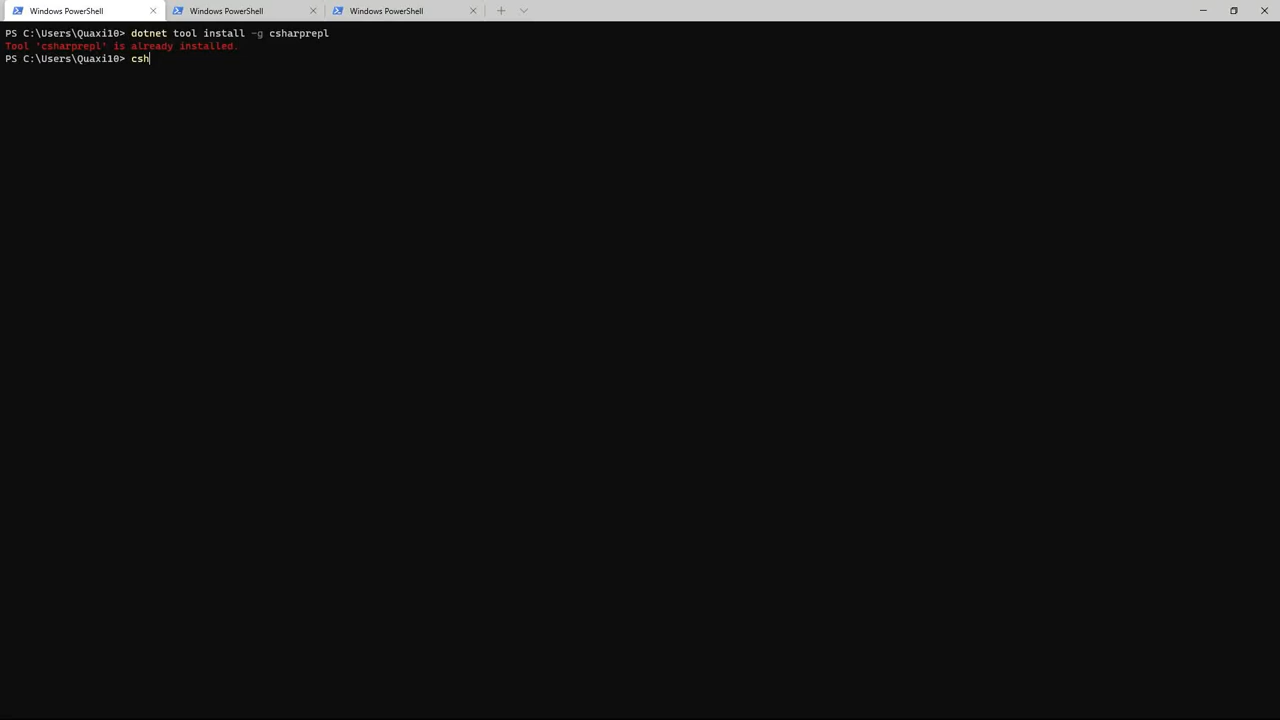 Windows PowerShell
Windows PowerShell
Windows PowerShell
PS C:\Users\Quaxi10> dotnet tool install -g csharprepl
Tool 'csharprepl' is already installed.
PS C:\Users\Quaxi10> csh